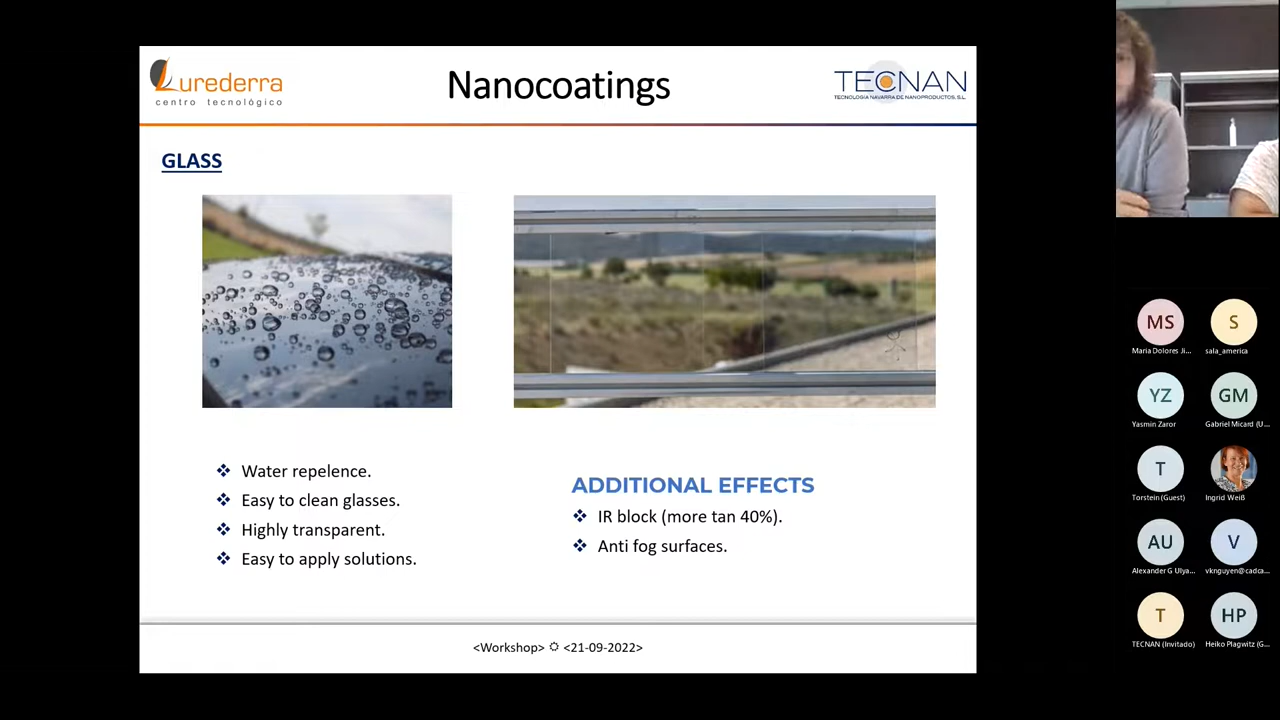 Lurederra
centro tecnológico
Nanocoatings
TECNAN
TECNOLOGÍA NAVARRA DE NANOPRODUCTOS, S.L.
GLASS
Water repelence.
Easy to clean glasses.
Highly transparent.
Easy to apply solutions.
ADDITIONAL EFFECTS
IR block (more tan 40%).
Anti fog surfaces.
<Workshop> <21-09-2022>
MS
Maria Dolores Ji...
S
sala_america
YZ
Yasmin Zaror
GM
Gabriel Micard (U...
T
Torstein (Guest)
Ingrid Weiß
AU
Alexander G Ulya...
V
vknguyen@cadca...
T
TECNAN (Invitado)
HP
Heiko Plagwitz (G...